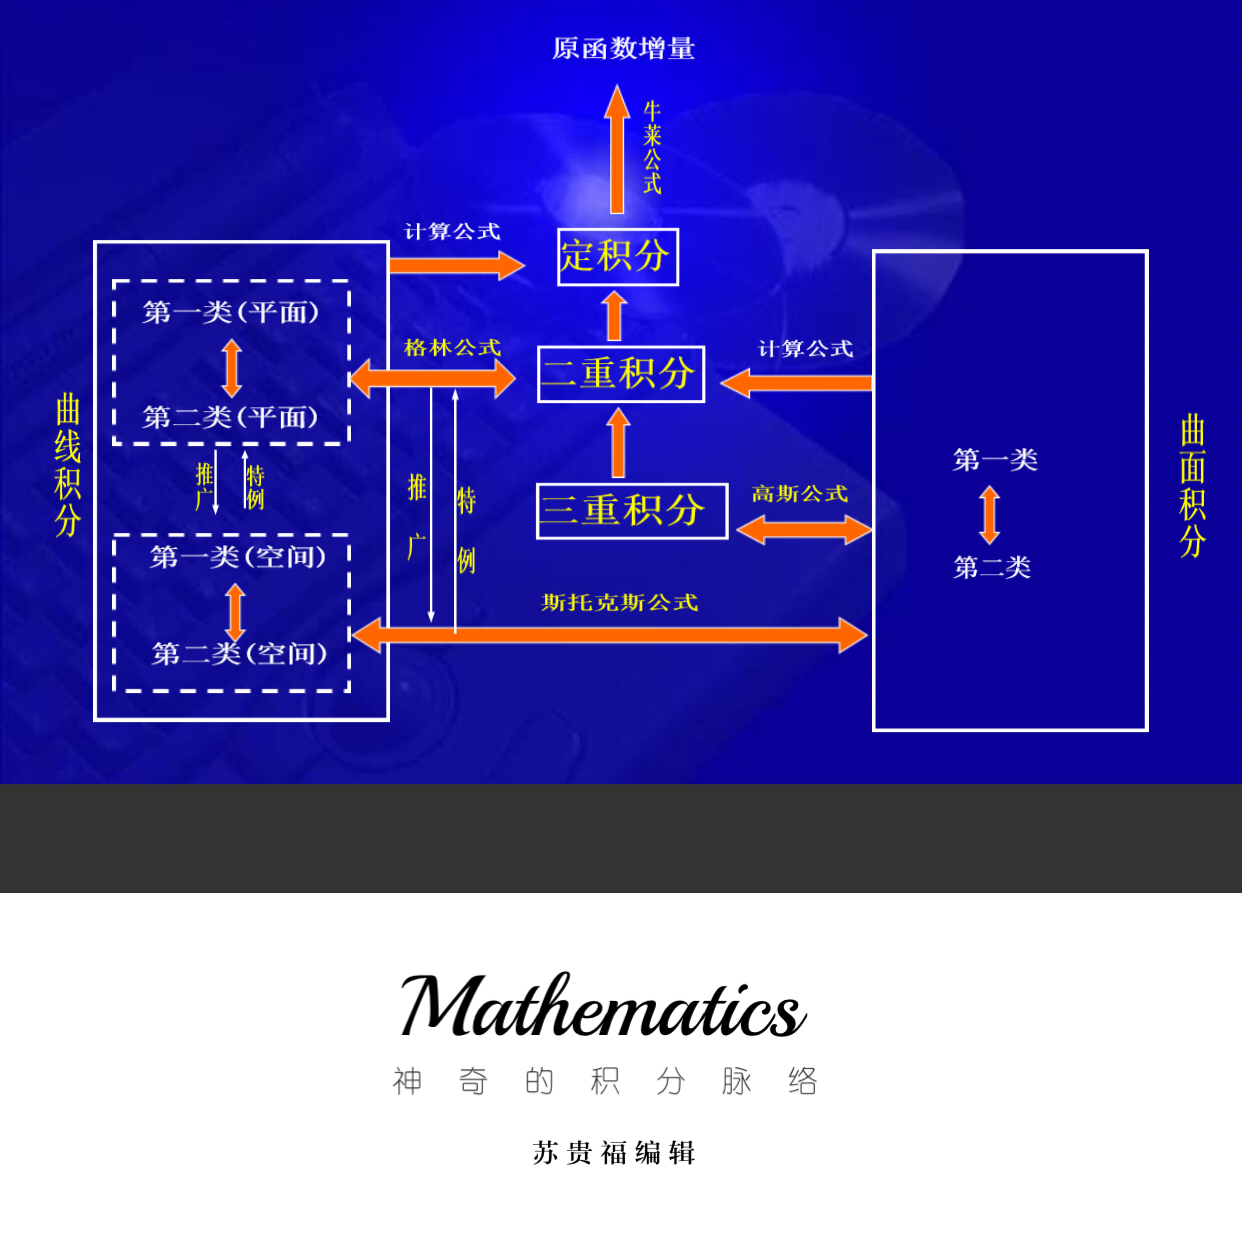 原函数增量
牛莱公式
计算公式
定积分
第一类(平面)
格林公式
计算公式
二重积分
第二类(平面)
曲线积分
推广
特例
推广
特例
三重积分
高斯公式
第一类
第二类
曲面积分
第一类(空间)
斯托克斯公式
第二类(空间)
Mathematics
神奇的积分脉络
苏贵福编辑